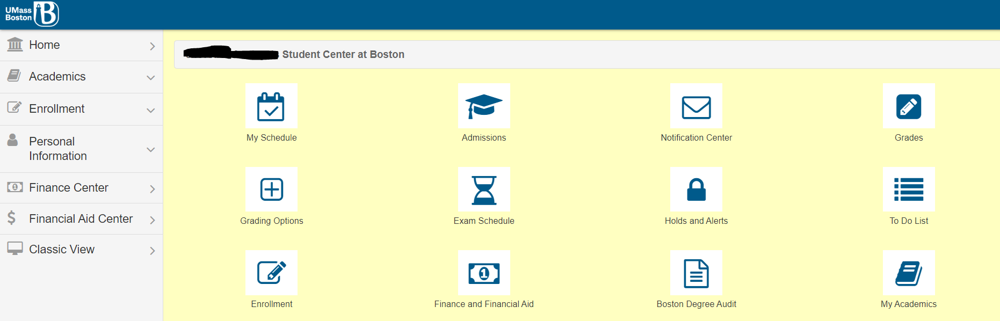 UMass
Boston
B
Home
Academics
Enrollment
Personal
Information
Finance Center
Financial Aid Center
Classic View
Student Center at Boston
My Schedule
Admissions
Notification Center
Grades
Grading Options
Exam Schedule
Holds and Alerts
To Do List
Enrollment
Finance and Financial Aid
Boston Degree Audit
My Academics